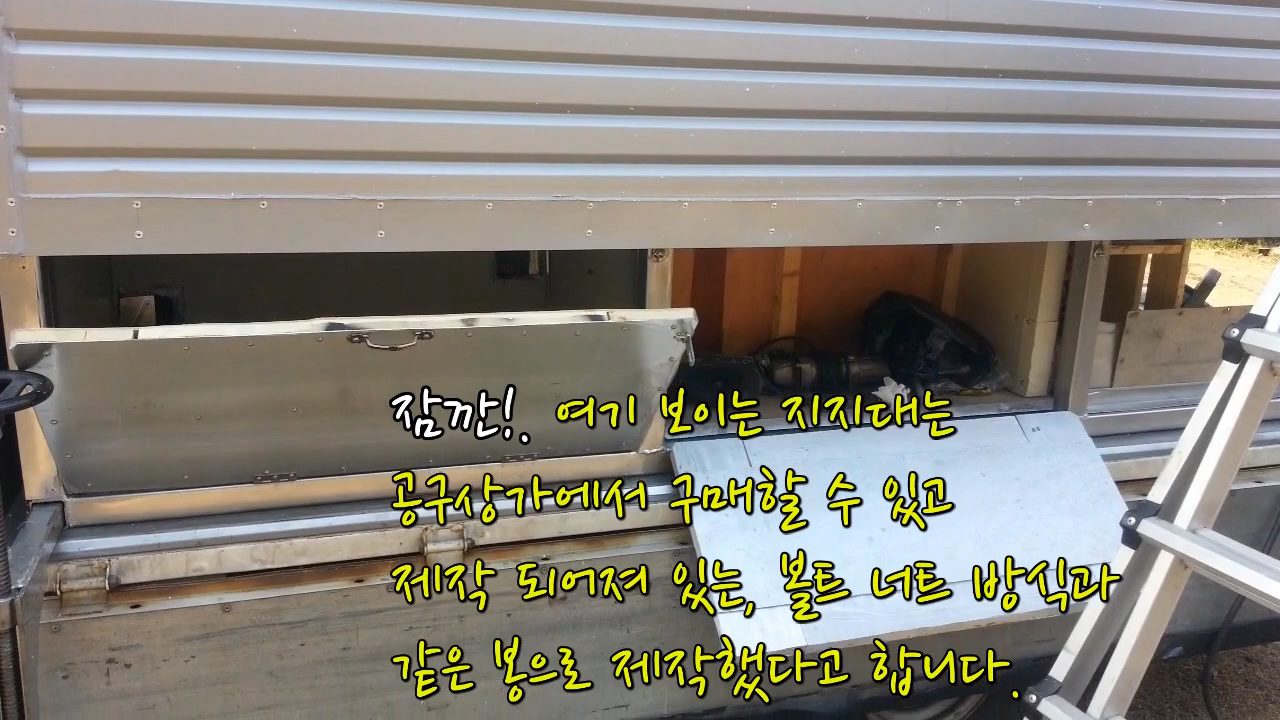 잠깐!. 여기 보이는 지지대는
공구상가에서 구매할 수 있고
제작 되어져 있는, 볼트 너트 방식과
같은 봉으로 제작했다고 합니다.